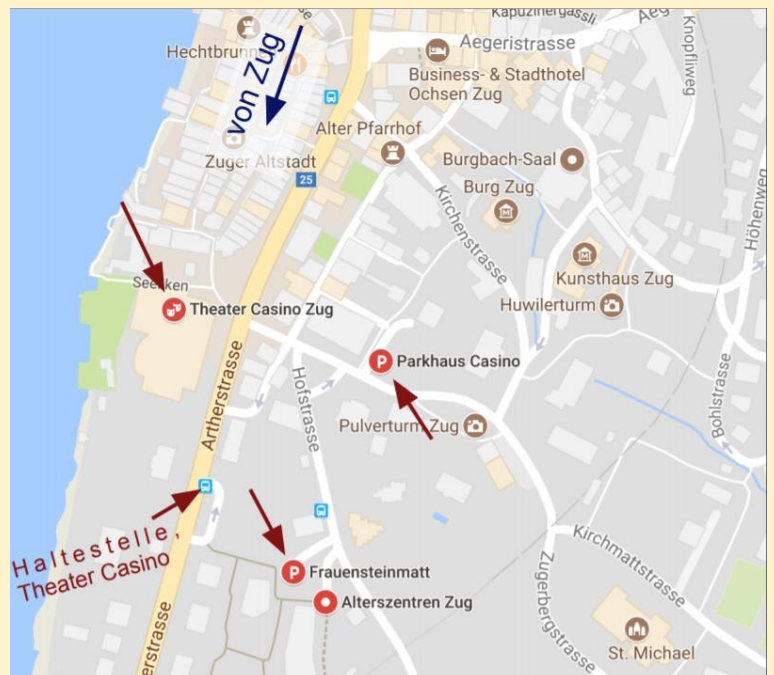 Kapuzinergässli
Aeg
Aegeristrasse
Knopfliweg
Hechtbrunn
von Zug
Business- & Stadthotel
Ochsen Zug
Alter Pfarrhof
Burgbach-Saal
Zuger Altstadt
25
Burg Zug
Kirchenstrasse
Höhenweg
Kunsthaus Zug
Huwilerturm
Theater Casino Zug
P Parkhaus Casino
Artherstrasse
Hofstrasse
Bohlstrasse
Pulverturm Zug
Haltestelle,
Theater Casino
P Frauensteinmatt
Alterszentren Zug
Kirchmattstrasse
Zugerbergstrasse
erstrasse
St. Michael